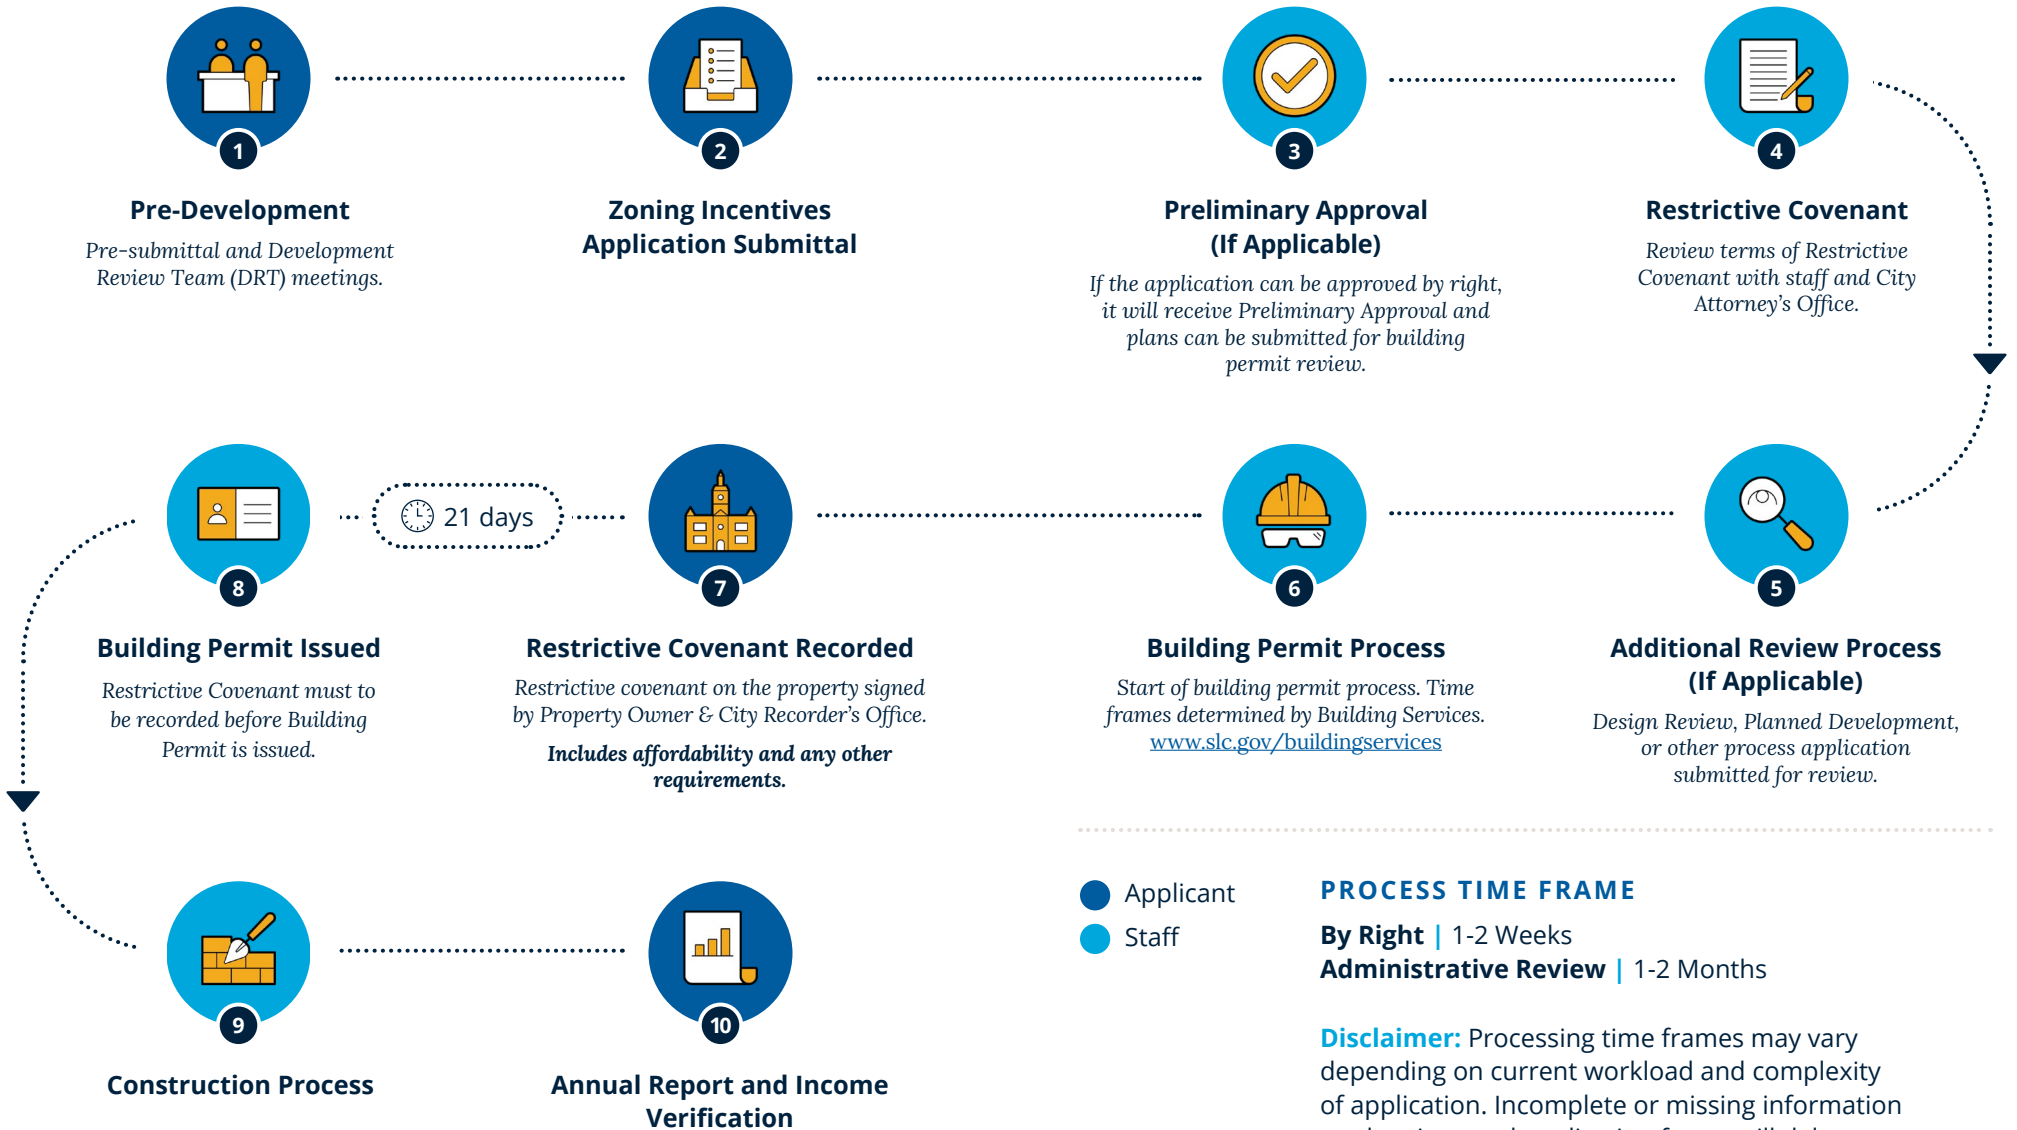 1
Pre-Development
Pre-submittal and Development
Review Team (DRT) meetings.
2
Zoning Incentives
Application Submittal
3
Preliminary Approval
(If Applicable)
If the application can be approved by right,
it will receive Preliminary Approval and
plans can be submitted for building
permit review.
4
Restrictive Covenant
Review terms of Restrictive
Covenant with staff and City
Attorney's Office.
8
Building Permit Issued
Restrictive Covenant must to
be recorded before Building
Permit is issued.
21 days
7
Restrictive Covenant Recorded
Restrictive covenant on the property signed
by Property Owner & City Recorder's Office.
Includes affordability and any other
requirements.
6
Building Permit Process
Start of building permit process. Time
frames determined by Building Services.
www.slc.gov/buildingservices
5
Additional Review Process
(If Applicable)
Design Review, Planned Development,
or other process application
submitted for review.
9
Construction Process
10
Annual Report and Income
Verification
Applicant
Staff
PROCESS TIME FRAME
By Right | 1-2 Weeks
Administrative Review | 1-2 Months
Disclaimer: Processing time frames may vary
depending on current workload and complexity
of application. Incomplete or missing information